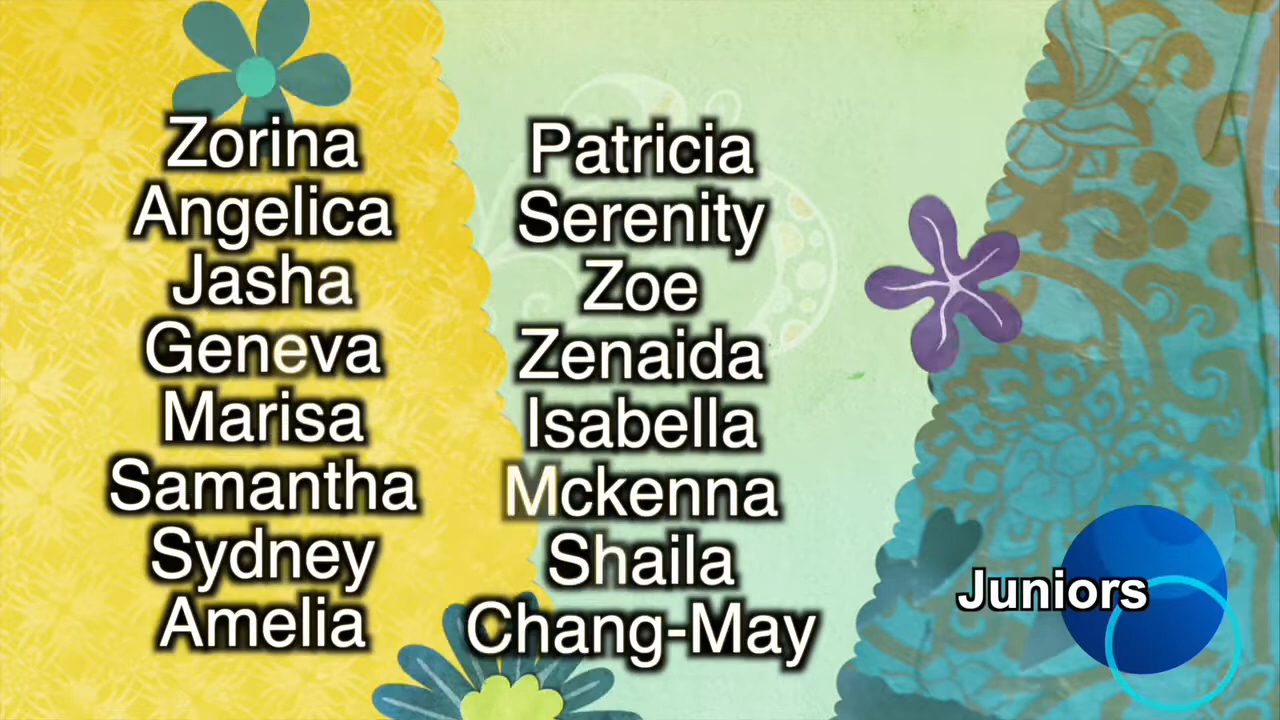 Zorina
Angelica
Jasha
Geneva
Marisa
Samantha
Sydney
Amelia
Patricia
Serenity
Zoe
Zenaida
Isabella
Mckenna
Shaila
Chang-May
Juniors